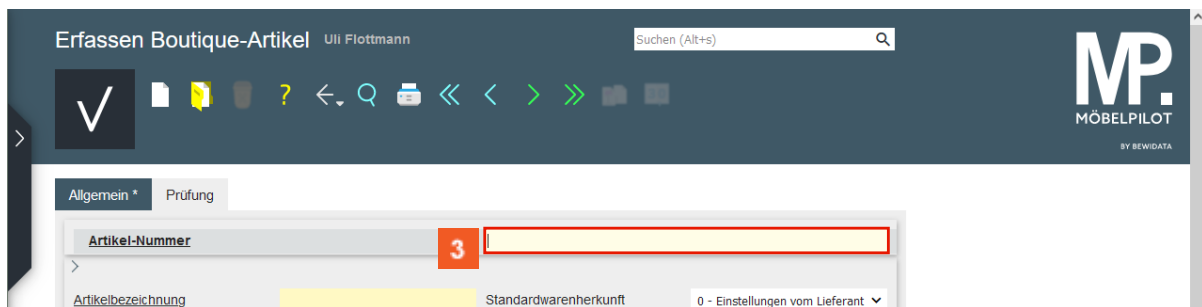 Erfassen Boutique-Artikel Uli Flottmann
Suchen (Alt+s)
MP.
MÖBELPILOT
BY BEWIDATA
Allgemein * Prüfung
Artikel-Nummer
3
Artikelbezeichnung Standardwarenherkunft 0 - Einstellungen vom Lieferant